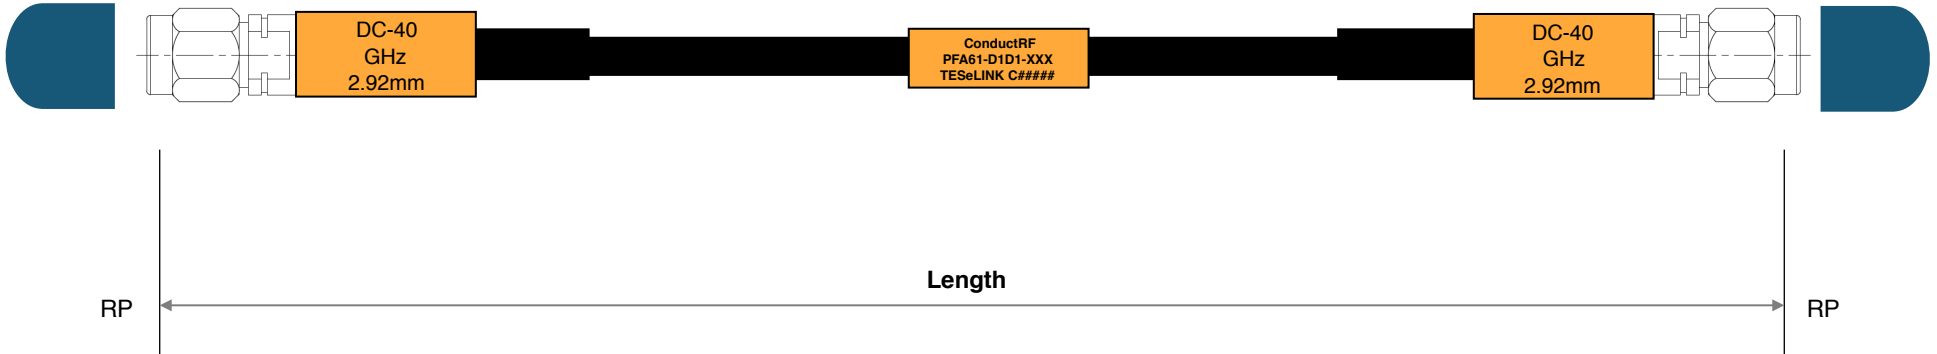 DC-40
GHz
2.92mm
ConductRF
PFA61-D1D1-XXX
TESeLINK C#####
DC-40
GHz
2.92mm
Length
RP
RP